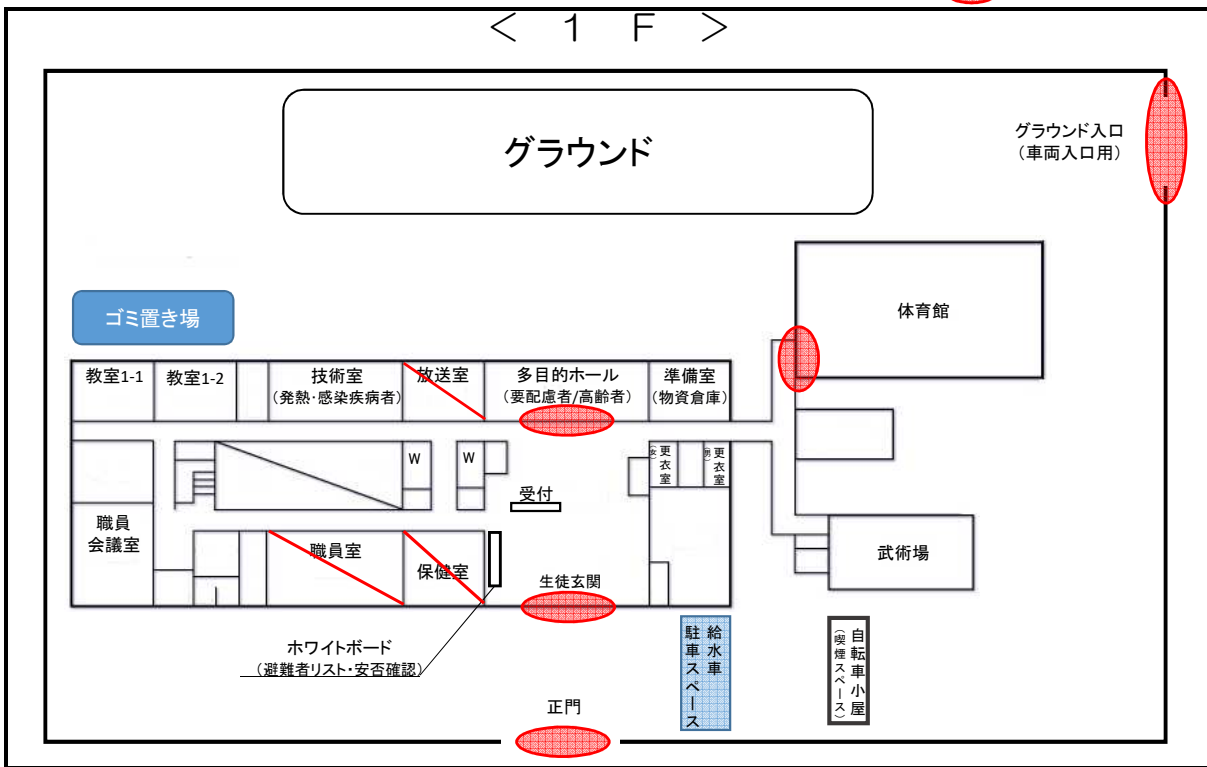 < 1 F >
グラウンド
グラウンド入口
(車両入口用)
体育館
ゴミ置き場
教室1-1
教室1-2
技術室
(発熱・感染疾病者)
放送室
多目的ホール
(要配慮者/高齢者)
準備室
(物資倉庫)
W
W
更衣室
(女)
更衣室
(男)
受付
職員
会議室
職員室
保健室
生徒玄関
武術場
ホワイトボード
(避難者リスト・安否確認)
給水車
駐車スペース
自転車小屋
(喫煙スペース)
正門